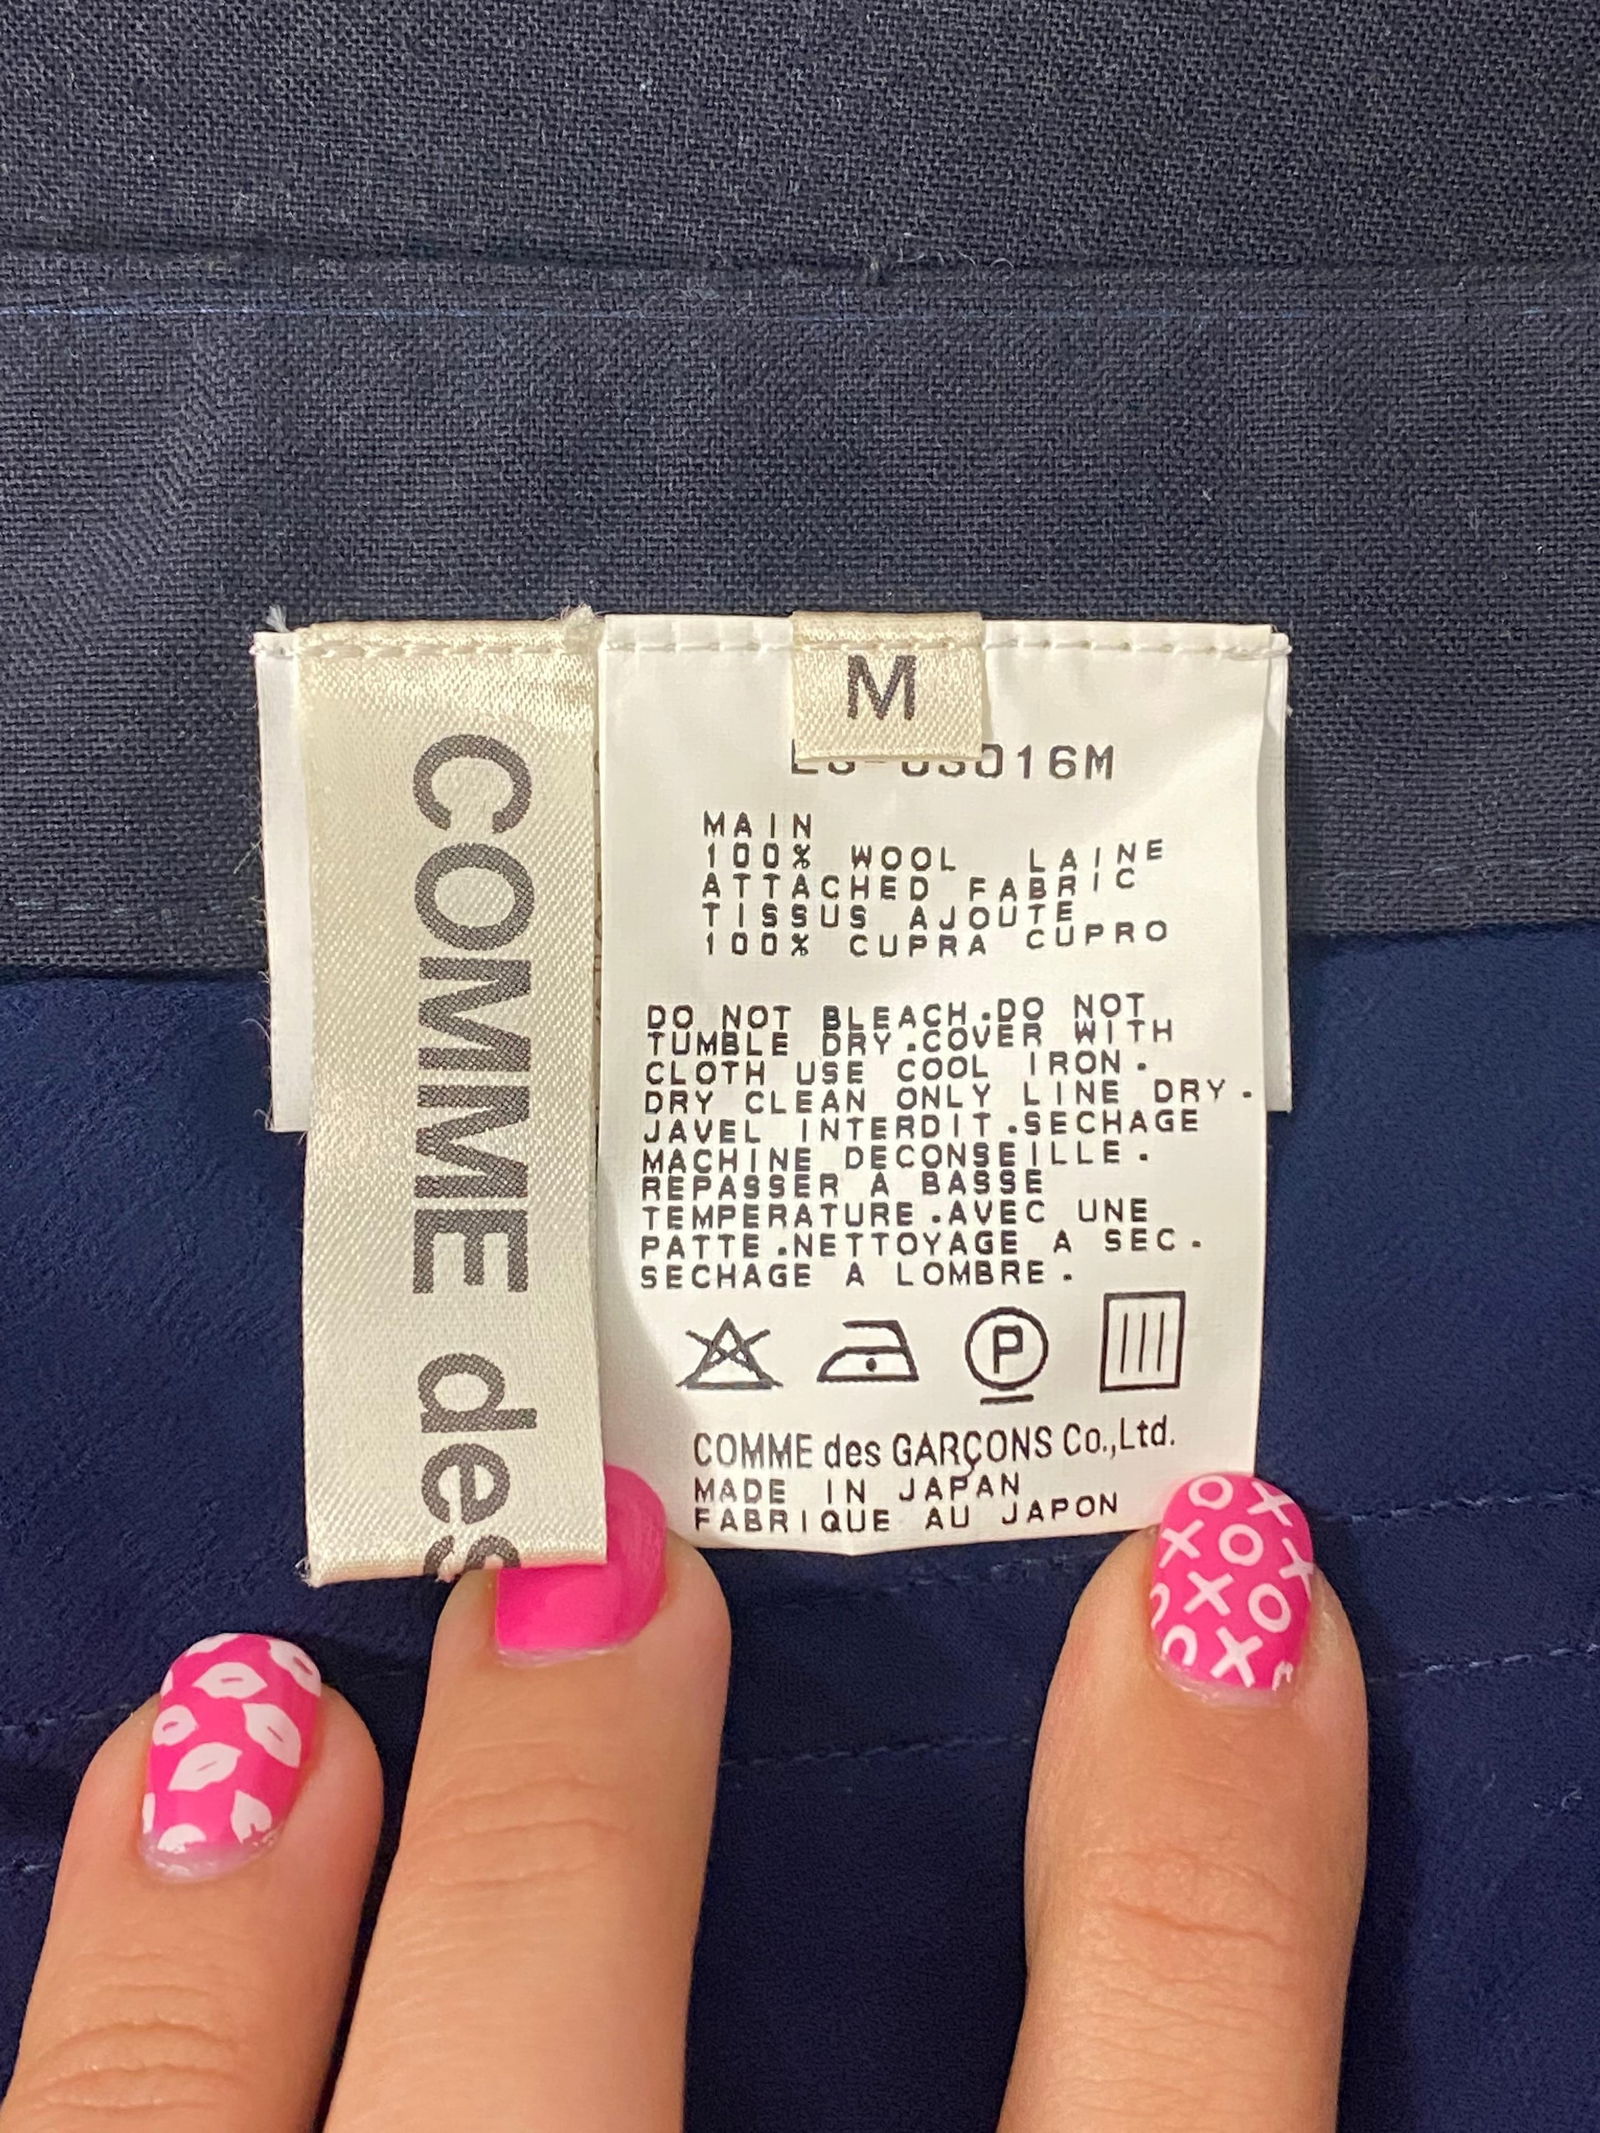 COMME des
M
MAIN
100% WOOL LAINE
ATTACHED FABRIC
TISSUS AJOUTE
100% CUPRA CUPRO
DO NOT BLEACH.DO NOT
TUMBLE DRY.COVER WITH
CLOTH USE COOL IRON.
DRY CLEAN ONLY LINE DRY.
JAVEL INTERDIT.SECHAGE
MACHINE DECONSEILLE.
REPASSER A BASSE
TEMPERATURE.AVEC UNE
PATTE.NETTOYAGE A SEC.
SECHAGE A LOMBRE.
P
COMME des GARÇONS Co.,Ltd.
MADE IN JAPAN
FABRIQUE AU JAPON